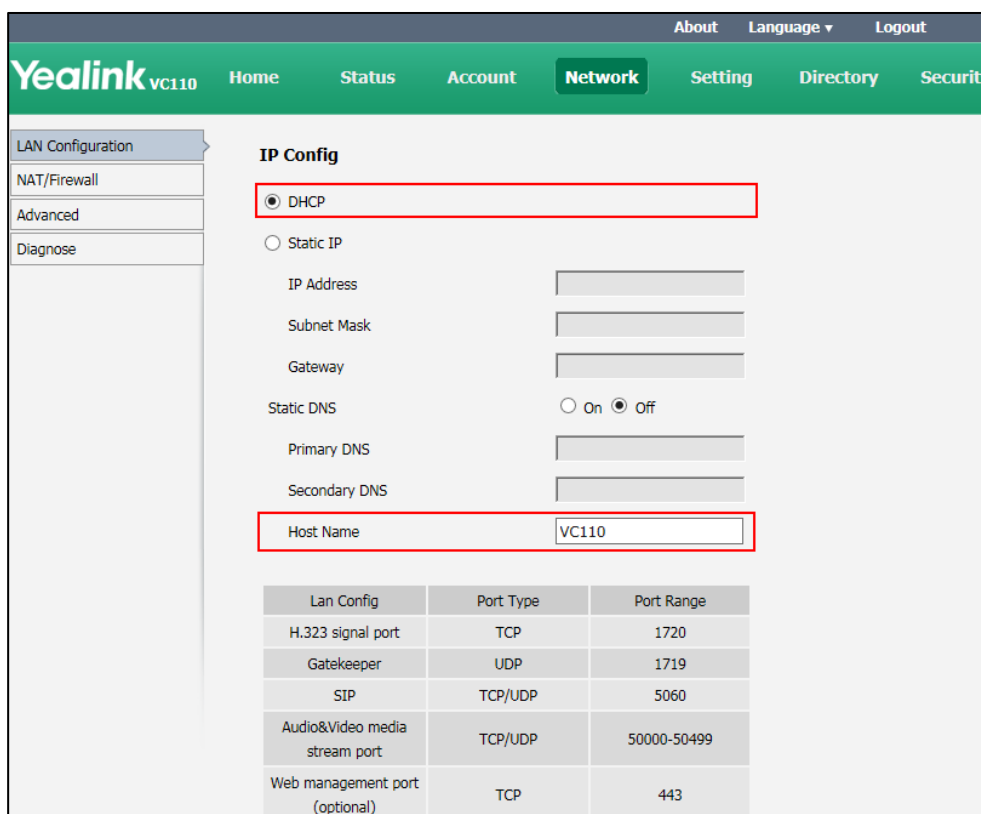 About Language ▾ Logout
Yealink VC110 Home Status Account Network Setting Directory Securit
LAN Configuration
NAT/Firewall
Advanced
Diagnose
IP Config
DHCP
Static IP
IP Address
Subnet Mask
Gateway
Static DNS On Off
Primary DNS
Secondary DNS
Host Name VC110
Lan Config Port Type Port Range
H.323 signal port TCP 1720
Gatekeeper UDP 1719
SIP TCP/UDP 5060
Audio&Video media
stream port TCP/UDP 50000-50499
Web management port
(optional) TCP 443